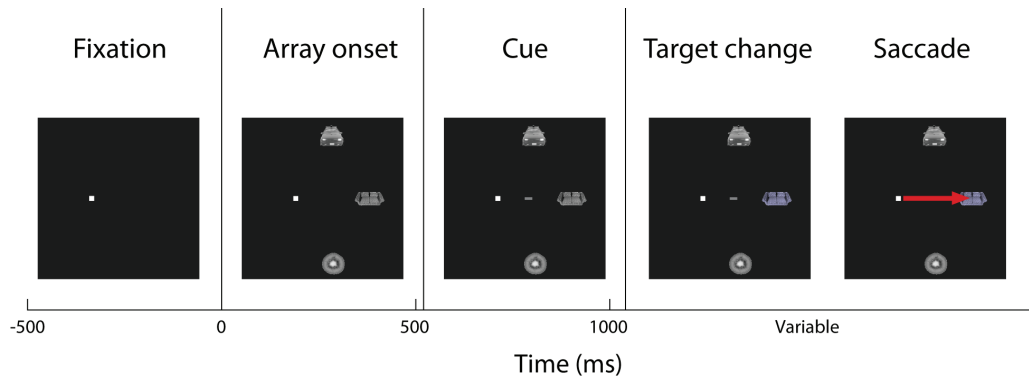 Fixation
Array onset
Cue
Target change
Saccade
-500
0
500
1000
Variable
Time (ms)